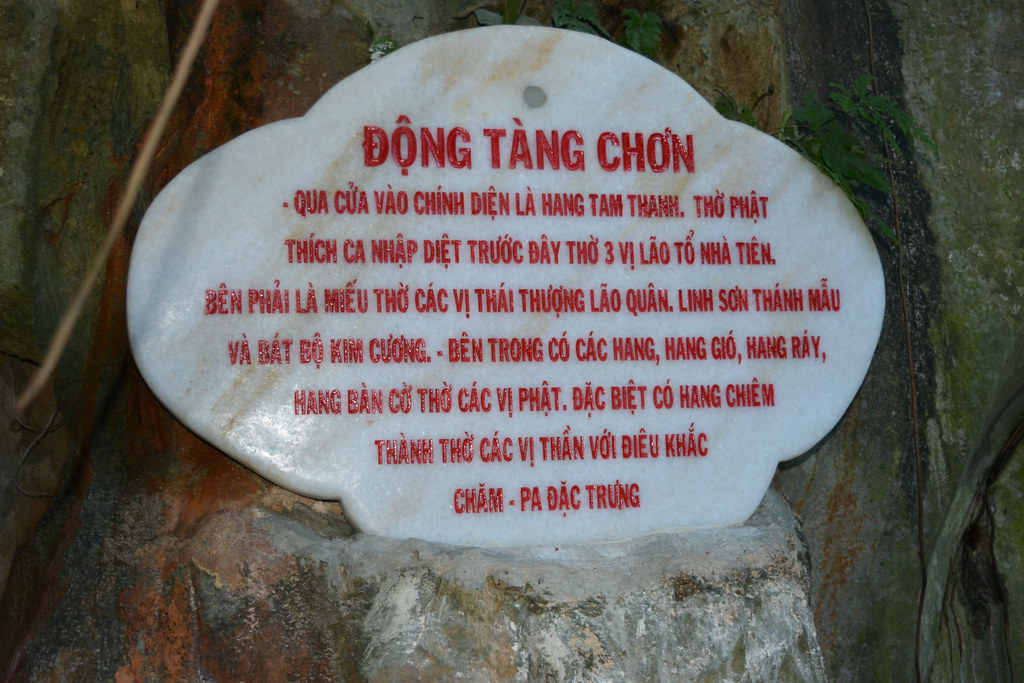 ĐỘNG TÀNG CHƠN
- QUA CỬA VÀO CHÍNH DIỆN LÀ HANG TAM THANH. THỜ PHẬT
THÍCH CA NHẬP DIỆT TRƯỚC ĐÂY THỜ 3 VỊ LÃO TỔ NHÀ TIÊN.
BÊN PHẢI LÀ MIẾU THỜ CÁC VỊ THÁI THƯỢNG LÃO QUÂN. LINH SƠN THÁNH MẪU
VÀ BÁT BỘ KIM CƯƠNG. - BÊN TRONG CÓ CÁC HANG, HANG GIÓ, HANG RÁY,
HANG BÀN CỜ THỜ CÁC VỊ PHẬT. ĐẶC BIỆT CÓ HANG CHIÊM
THÀNH THỜ CÁC VỊ THẦN VỚI ĐIÊU KHẮC
CHĂM - PA ĐẶC TRƯNG